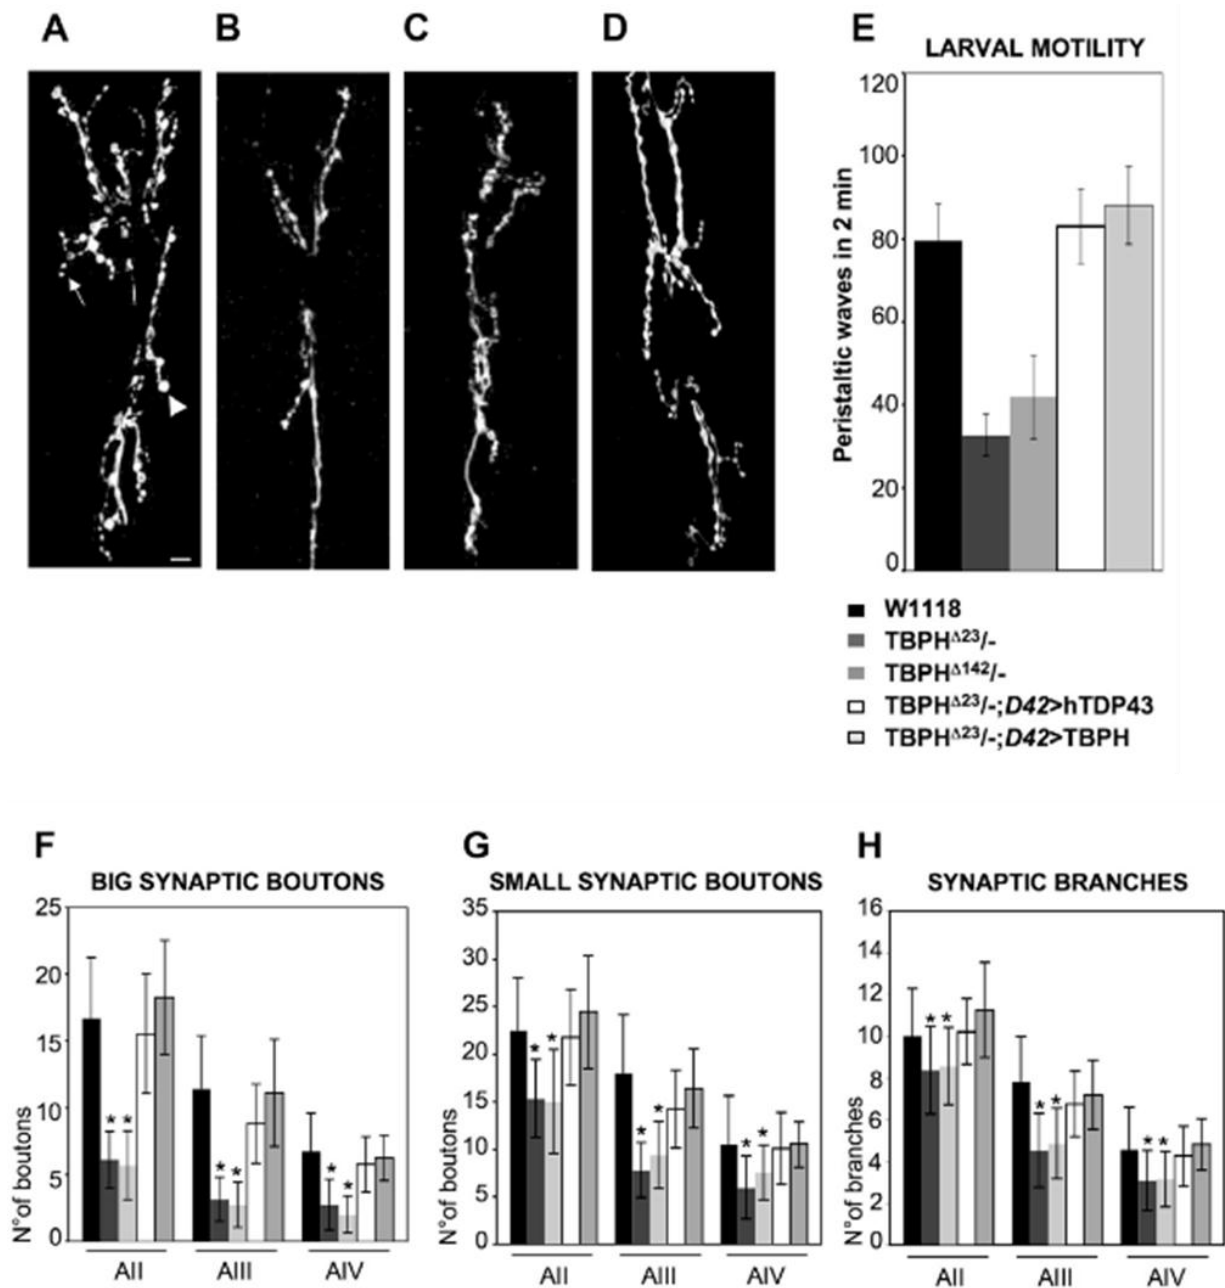 A
B
C
D
E
LARVAL MOTILITY
Peristaltic waves in 2 min
120
100
80
60
40
20
0
W1118
TBPHΔ23/-
TBPHΔ142/-
TBPHΔ23/-;D42>hTDP43
TBPHΔ23/-;D42>TBPH
F
BIG SYNAPTIC BOUTONS
N°of boutons
25
20
15
10
5
0
* *
* *
* *
AII
AIII
AIV
G
SMALL SYNAPTIC BOUTONS
N°of boutons
35
30
25
20
15
10
5
0
* *
* *
* *
AII
AIII
AIV
H
SYNAPTIC BRANCHES
N°of branches
16
14
12
10
8
6
4
2
0
* *
* *
* *
AII
AIII
AIV